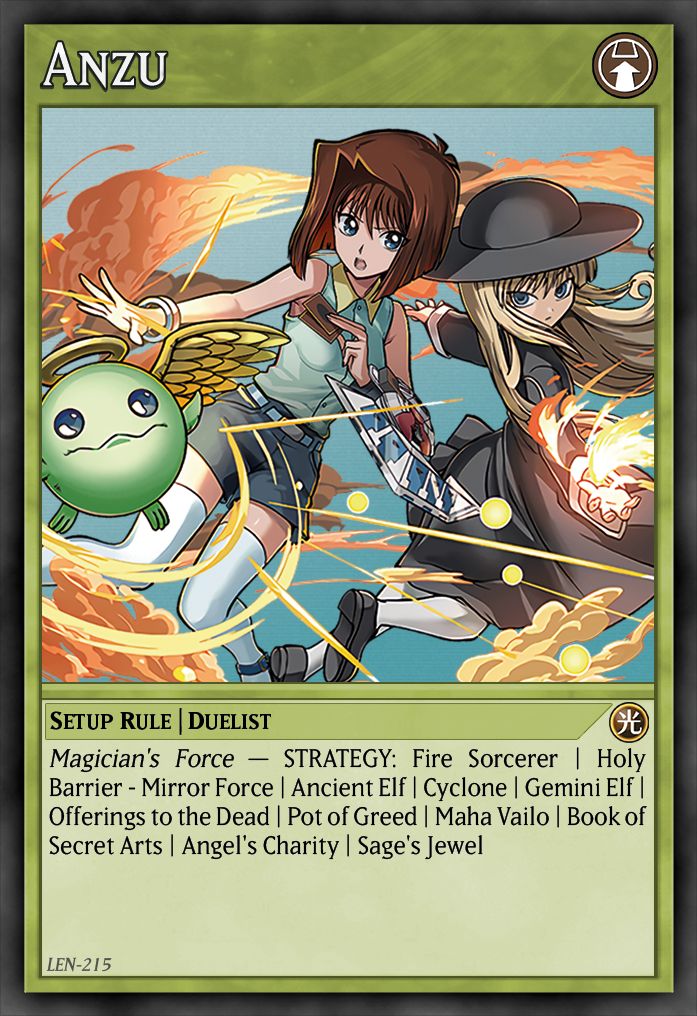 ANZU
SETUP RULE | DUELIST
光
Magician's Force — STRATEGY: Fire Sorcerer | Holy
Barrier - Mirror Force | Ancient Elf | Cyclone | Gemini Elf |
Offerings to the Dead | Pot of Greed | Maha Vailo | Book of
Secret Arts | Angel's Charity | Sage's Jewel
LEN-215